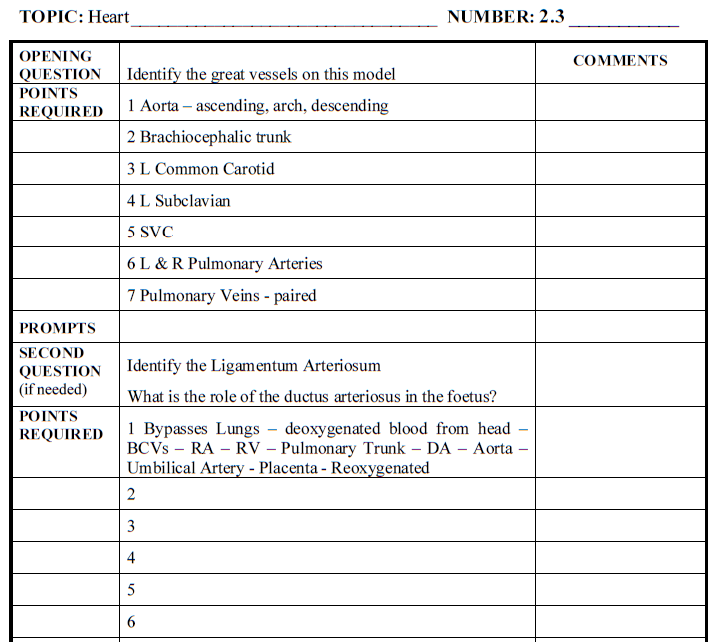 TOPIC: Heart NUMBER: 2.3
OPENING QUESTION Identify the great vessels on this model COMMENTS
POINTS REQUIRED 1 Aorta – ascending, arch, descending
2 Brachiocephalic trunk
3 L Common Carotid
4 L Subclavian
5 SVC
6 L & R Pulmonary Arteries
7 Pulmonary Veins - paired
PROMPTS
SECOND QUESTION (if needed)
Identify the Ligamentum Arteriosum
What is the role of the ductus arteriosus in the foetus?
POINTS REQUIRED
1 Bypasses Lungs – deoxygenated blood from head –
BCVs – RA – RV – Pulmonary Trunk – DA – Aorta –
Umbilical Artery - Placenta - Reoxygenated
2
3
4
5
6